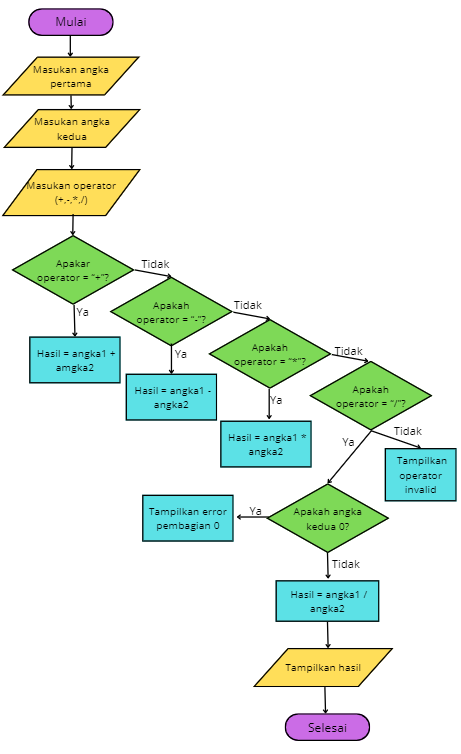 Mulai
Masukan angka
pertama
Masukan angka
kedua
Masukan operator
(+,-,*,/)
Apakar
operator = "+"?
Tidak
Ya
Hasil = angka1 +
amgka2
Apakah
operator = "-"?
Tidak
Ya
Hasil = angka1 -
angka2
Apakah
operator = "*"?
Tidak
Ya
Hasil = angka1 *
angka2
Apakah
operator = "/"?
Tidak
Ya
Tampilkan
operator
invalid
Apakah angka
kedua 0?
Ya
Tampilkan error
pembagian 0
Tidak
Hasil = angka1 /
angka2
Tampilkan hasil
Selesai